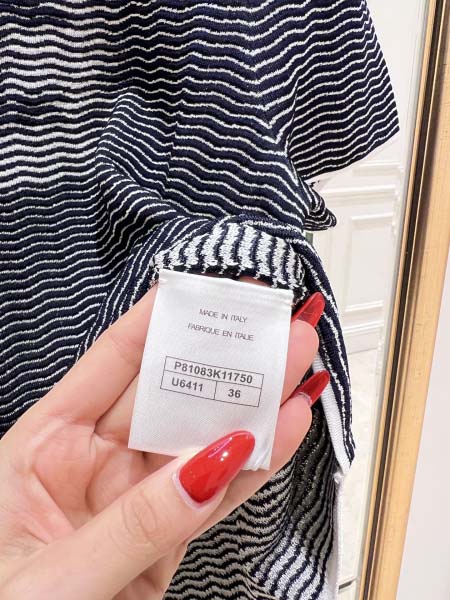 MADE IN ITALY
FABRIQUE EN ITALIE
P81083K11750
U6411 36